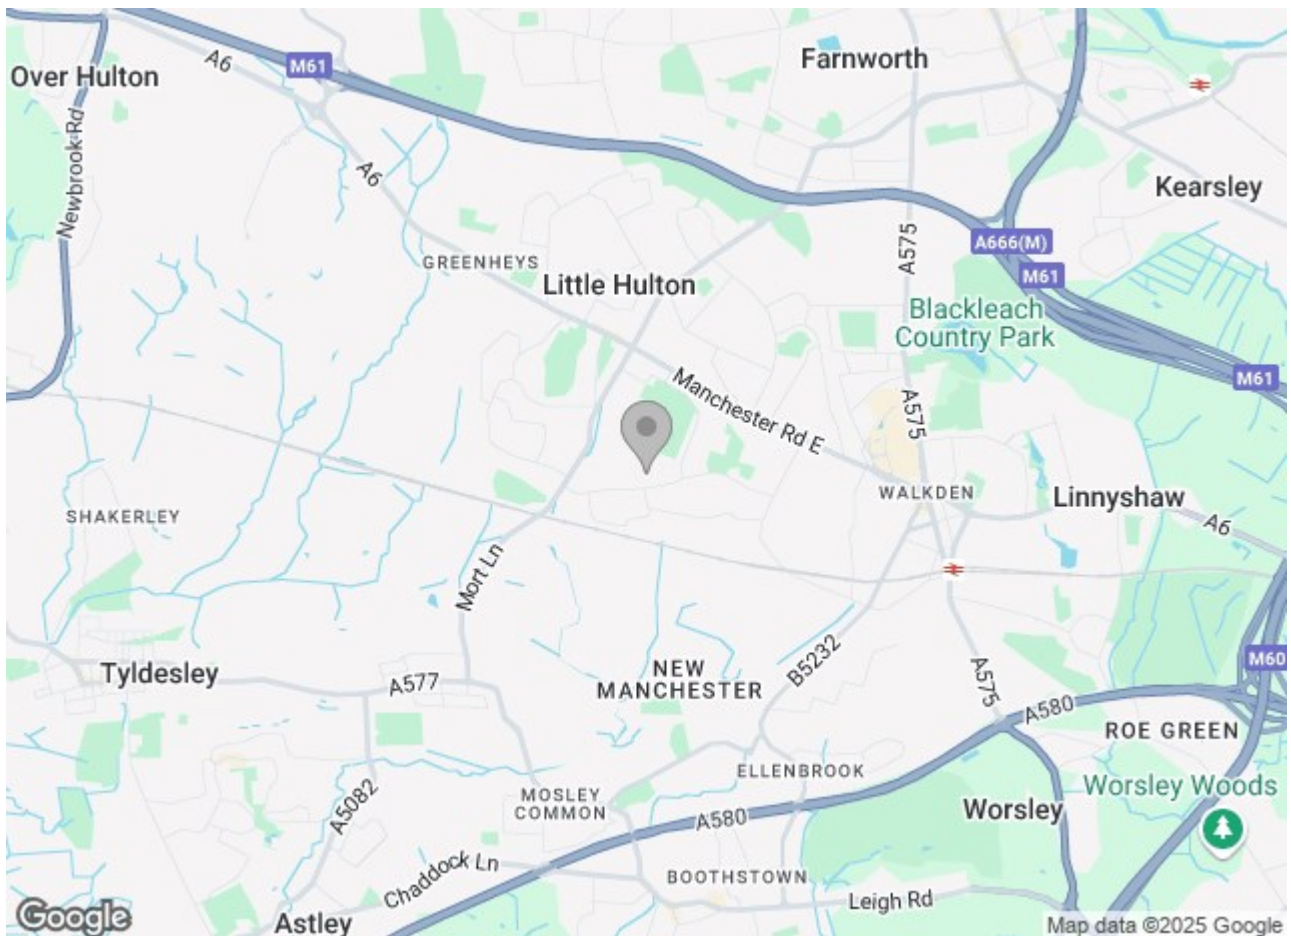 Over Hulton
A6
M61
Farnworth
Newbrook Rd
A6
Kearsley
GREENHEYS
A575
A666(M)
M61
Little Hulton
Blackleach
Country Park
M61
Manchester Rd E
A575
WALKDEN
Linnyshaw
SHAKERLEY
A6
Mort Ln
Tyldesley
A577
NEW
MANCHESTER
B5232
A575
M60
A580
ROE GREEN
ELLENBROOK
Worsley Woods
A5082
MOSLEY
COMMON
A580
Worsley
Chaddock Ln
BOOTHSTOWN
Leigh Rd
Astley
Google
Map data ©2025 Google